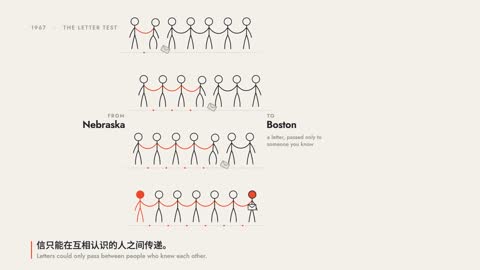 1967 · THE LETTER TEST
FROM
Nebraska
TO
Boston
a letter, passed only to
someone you know
信只能在互相认识的人之间传递。
Letters could only pass between people who knew each other.